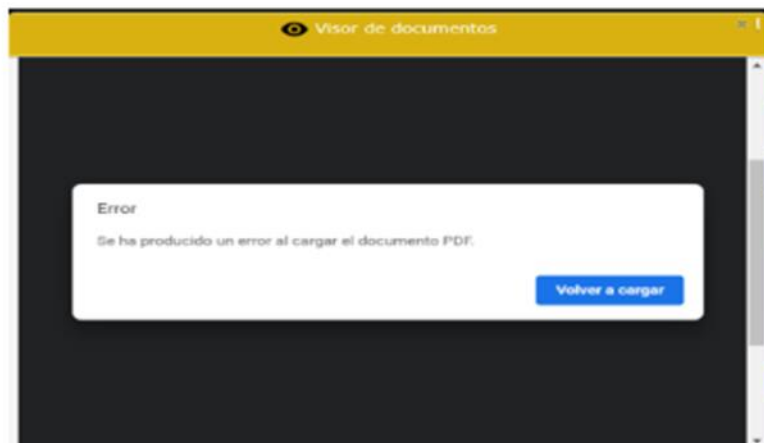 Visor de documentos
Error
Se ha producido un error al cargar el documento PDF.
Volver a cargar